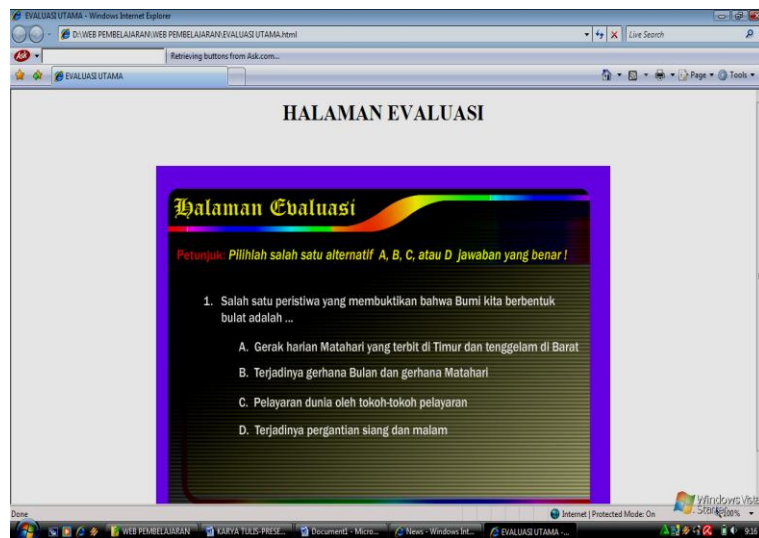 EVALUASI UTAMA - Windows Internet Explorer
D:\WEB PEMBELAJARAN\WEB PEMBELAJARAN\EVALUASI UTAMA.html
Live Search
Retrieving buttons from Ask.com...
EVALUASI UTAMA
Page
Tools
HALAMAN EVALUASI
Halaman Evaluasi
Petunjuk: Pilihlah salah satu alternatif A, B, C, atau D jawaban yang benar !
1. Salah satu peristiwa yang membuktikan bahwa Bumi kita berbentuk
bulat adalah ...
A. Gerak harian Matahari yang terbit di Timur dan tenggelam di Barat
B. Terjadinya gerhana Bulan dan gerhana Matahari
C. Pelayaran dunia oleh tokoh-tokoh pelayaran
D. Terjadinya pergantian siang dan malam
Windows Vista
Done
Internet | Protected Mode: On
100%
WEB PEMBELAJARAN
KARYA TULIS-PRESE...
Document1 - Micro...
News - Windows Int...
EVALUASI UTAMA -...
9:16